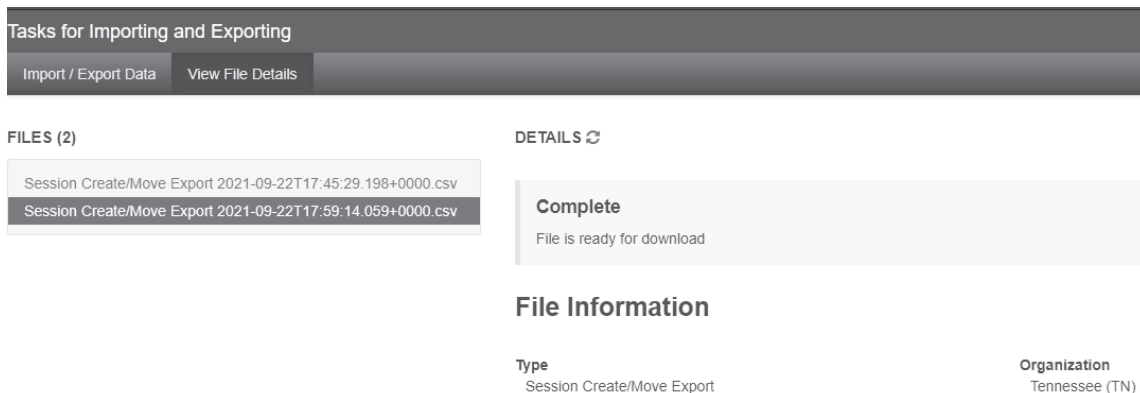 Tasks for Importing and Exporting
Import / Export Data View File Details
FILES (2)
Session Create/Move Export 2021-09-22T17:45:29.198+0000.csv
Session Create/Move Export 2021-09-22T17:59:14.059+0000.csv
DETAILS
Complete
File is ready for download
File Information
Type
Session Create/Move Export
Organization
Tennessee (TN)